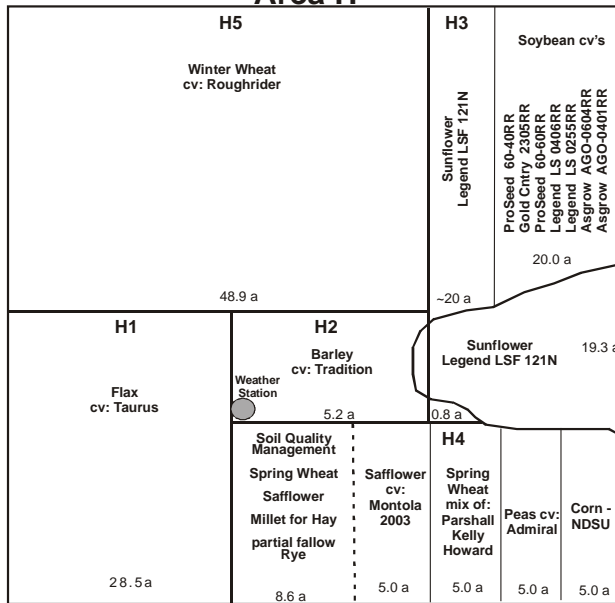 H5
Winter Wheat
cv: Roughrider
48.9 a
H3
Sunflower
Legend LSF 121N
~20 a
Soybean cv's
ProSeed 60-40RR
Gold Cntry 2305RR
ProSeed 60-60RR
Legend LS 0406RR
Legend LS 0255RR
Asgrow AGO-0604RR
Asgrow AGO-0401RR
20.0 a
H1
Flax
cv: Taurus
28.5a
H2
Barley
cv: Tradition
Weather
Station
5.2 a
0.8 a
Sunflower
Legend LSF 121N
19.3 a
Soil Quality
Management
Spring Wheat
Safflower
Millet for Hay
partial fallow
Rye
8.6 a
Safflower
cv:
Montola
2003
5.0 a
H4
Spring
Wheat
mix of:
Parshall
Kelly
Howard
5.0 a
Peas cv:
Admiral
5.0 a
Corn -
NDSU
5.0 a